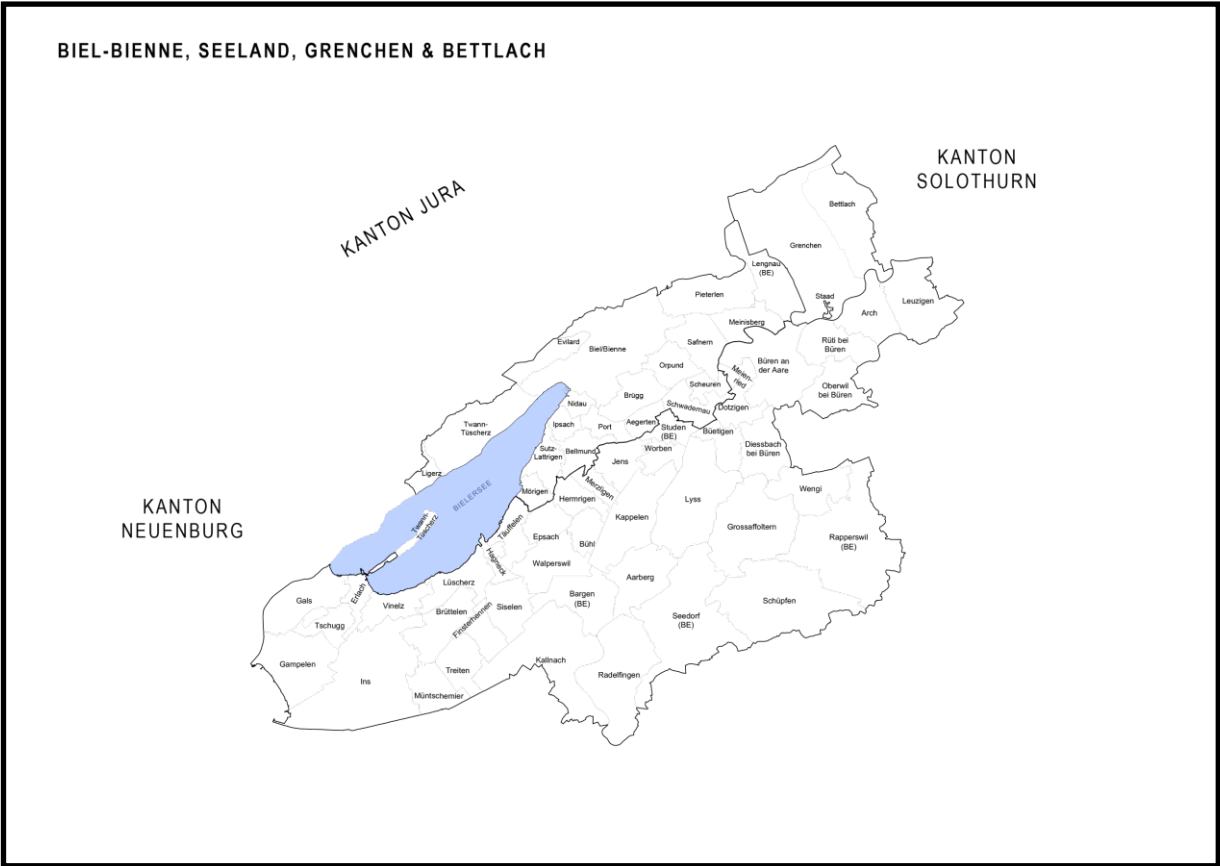 BIEL-BIENNE, SEELAND, GRENCHEN & BETTLACH
KANTON
SOLOTHURN
KANTON JURA
KANTON
NEUENBURG
Bettlach
Grenchen
Lengnau
(BE)
Staad
Leuzigen
Arch
Pieterlen
Meinisberg
Rüti bei
Büren
Safnern
Evilard
Biel/Bienne
Büren an
der Aare
Orpund
Meien-
ried
Scheuren
Oberwil
bei Büren
Brügg
Nidau
Schwadernau
Dotzigen
Twann-
Tüscherz
Ipsach
Port
Aegerten
Studen
(BE)
Büetigen
Sutz-
Lattrigen
Bellmund
Worben
Diessbach
bei Büren
Jens
Ligerz
BIELERSEE
Mörigen
Merzligen
Hermrigen
Wengi
Lyss
Kappelen
Twann-
Tüscherz
Täuffelen
Grossaffoltern
Rapperswil
(BE)
Epsach
Bühl
Hagneck
Walperswil
Aarberg
Lüscherz
Erlach
Gals
Vinelz
Brüttelen
Siselen
Bargen
(BE)
Schüpfen
Tschugg
Finsterhennen
Seedorf
(BE)
Gampelen
Kallnach
Treiten
Radelfingen
Ins
Müntschemier